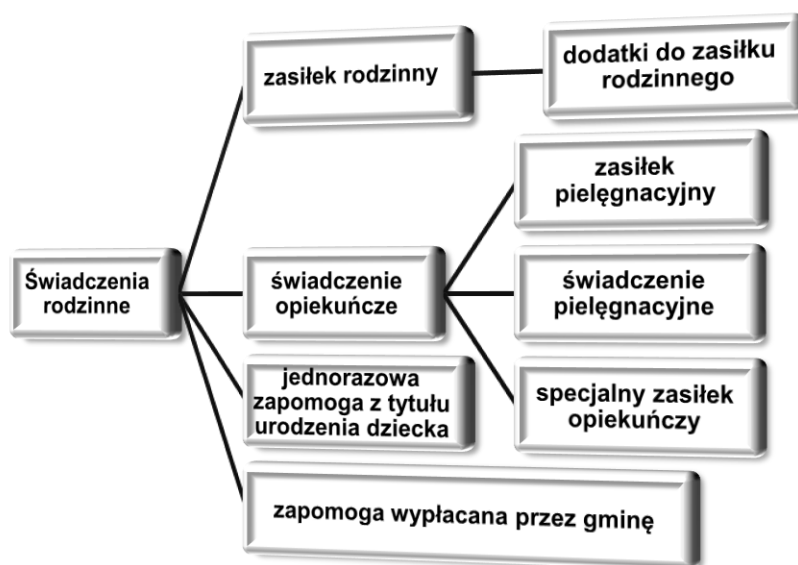 zasiłek rodzinny
dodatki do zasiłku
rodzinnego
zasiłek
pielęgnacyjny
Świadczenia
rodzinne
świadczenie
opiekuńcze
świadczenie
pielęgnacyjne
jednorazowa
zapomoga z tytułu
urodzenia dziecka
specjalny zasiłek
opiekuńczy
zapomoga wypłacana przez gminę